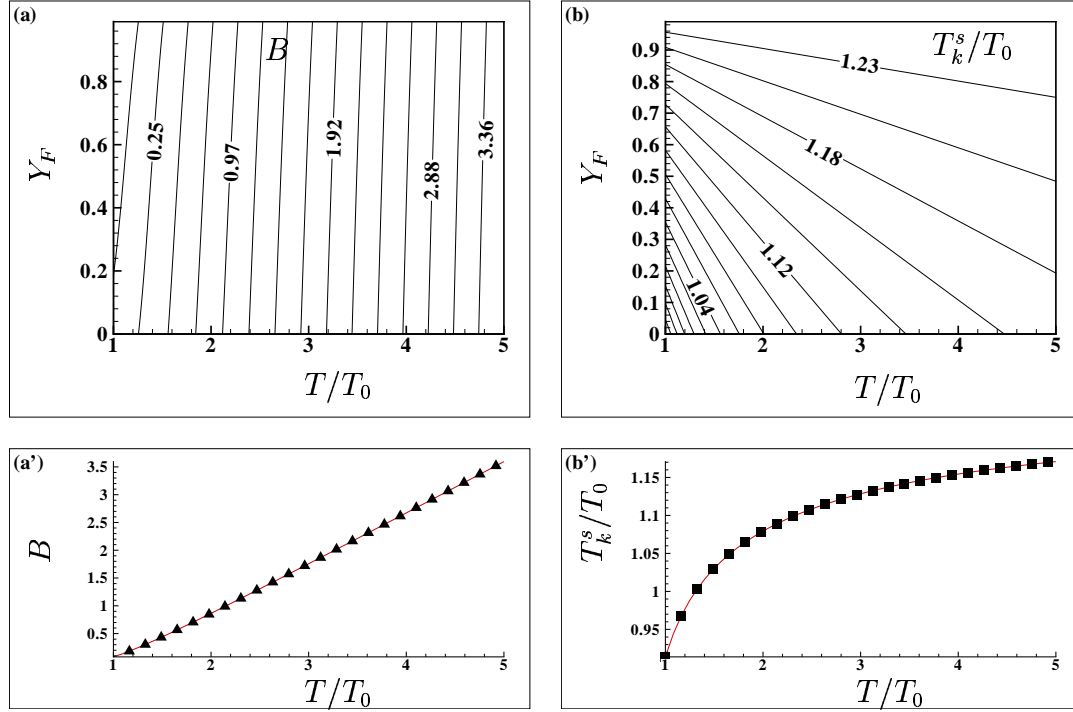 (a)
B
0.25
0.97
1.92
2.88
3.36
Y_F
0.8
0.6
0.4
0.2
0
1 2 3 4 5
T/T_0
(b)
T_k^s/T_0
1.23
1.18
1.12
1.04
Y_F
0.9
0.8
0.7
0.6
0.5
0.4
0.3
0.2
0.1
0
1 2 3 4 5
T/T_0
(a')
B
3.5
3
2.5
2
1.5
1
0.5
1 2 3 4 5
T/T_0
(b')
T_k^s/T_0
1.15
1.1
1.05
1
0.95
1 2 3 4 5
T/T_0